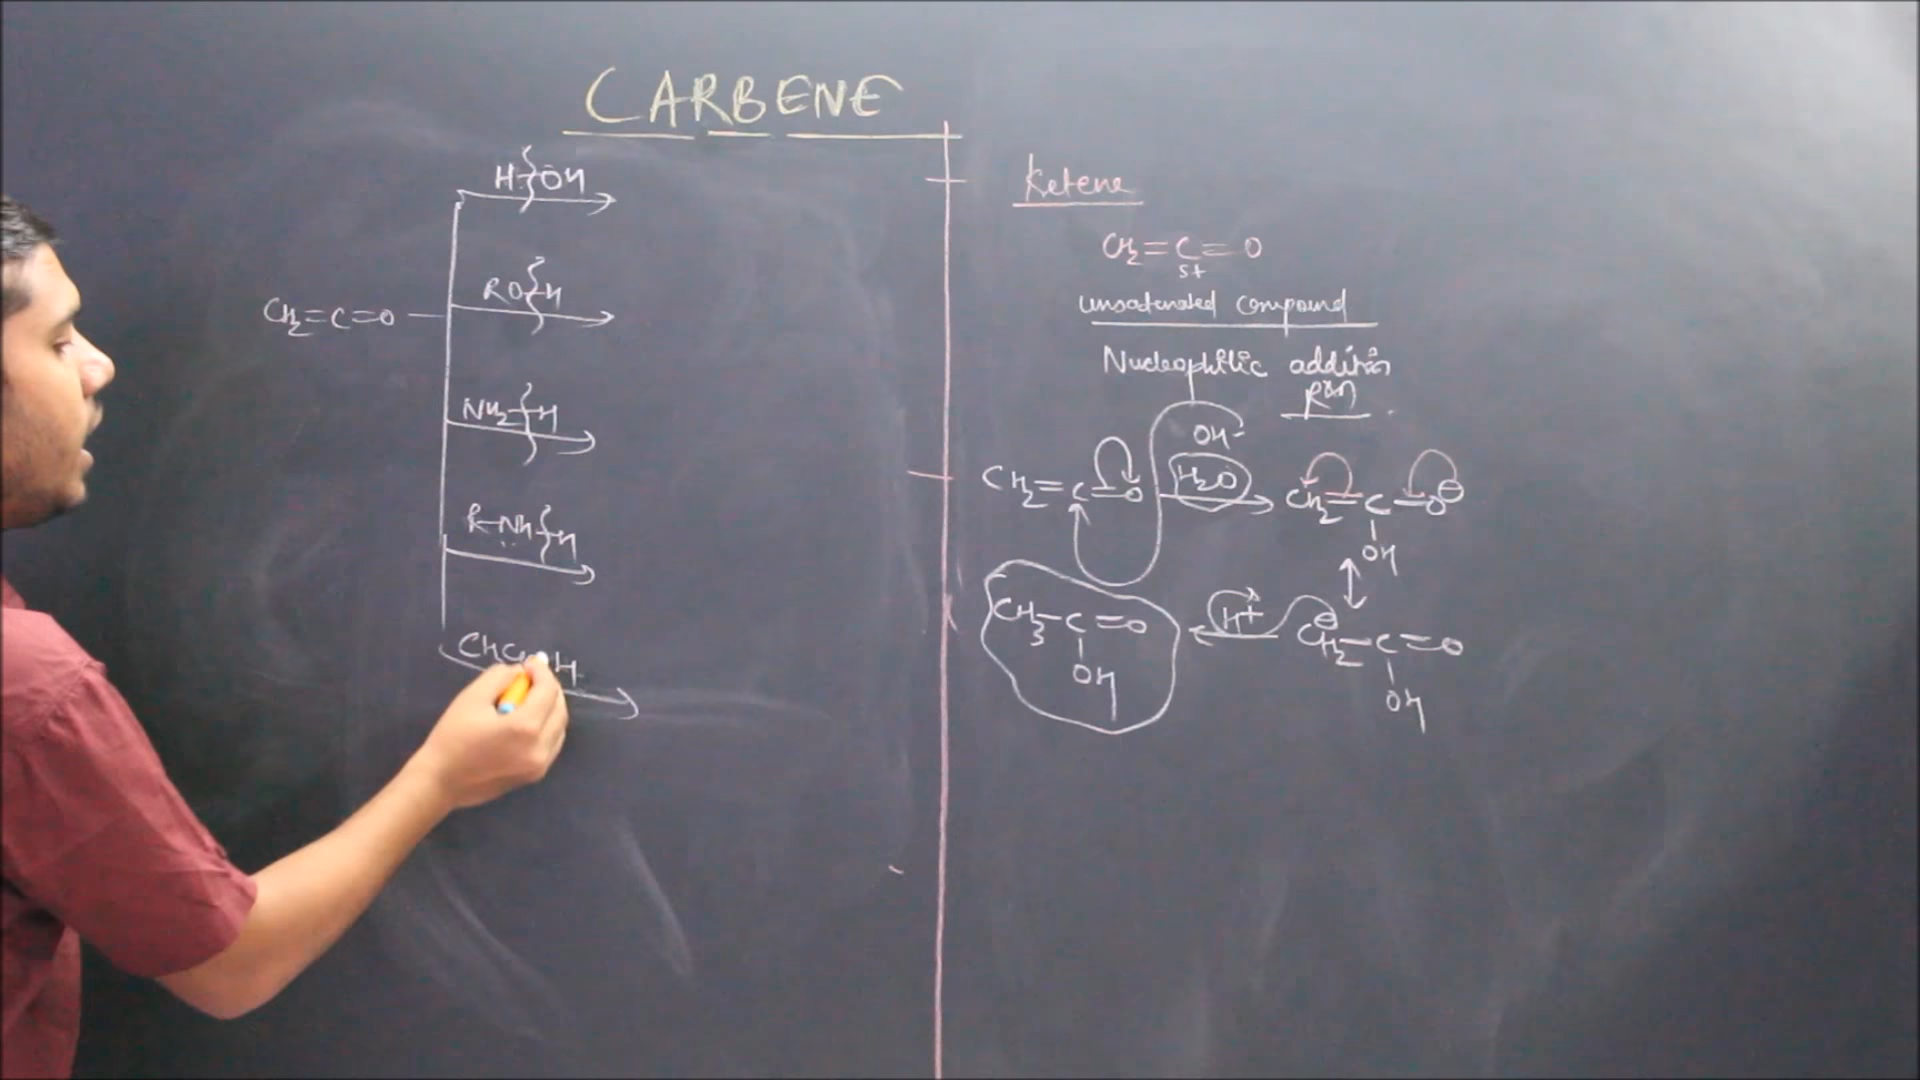 CARBENE
H-OH
RO-H
CH₂=C=O
NH₂-H
R-NH-H
Ketene
CH₂=C=O
δ+
unsaturated compound
Nucleophilic addition
rxn
OH-
CH₂=C=O H₂O CH₂=C-O⊖
OH
CH₃-C=O H+ ⊖CH₂-C=O
OH
OH